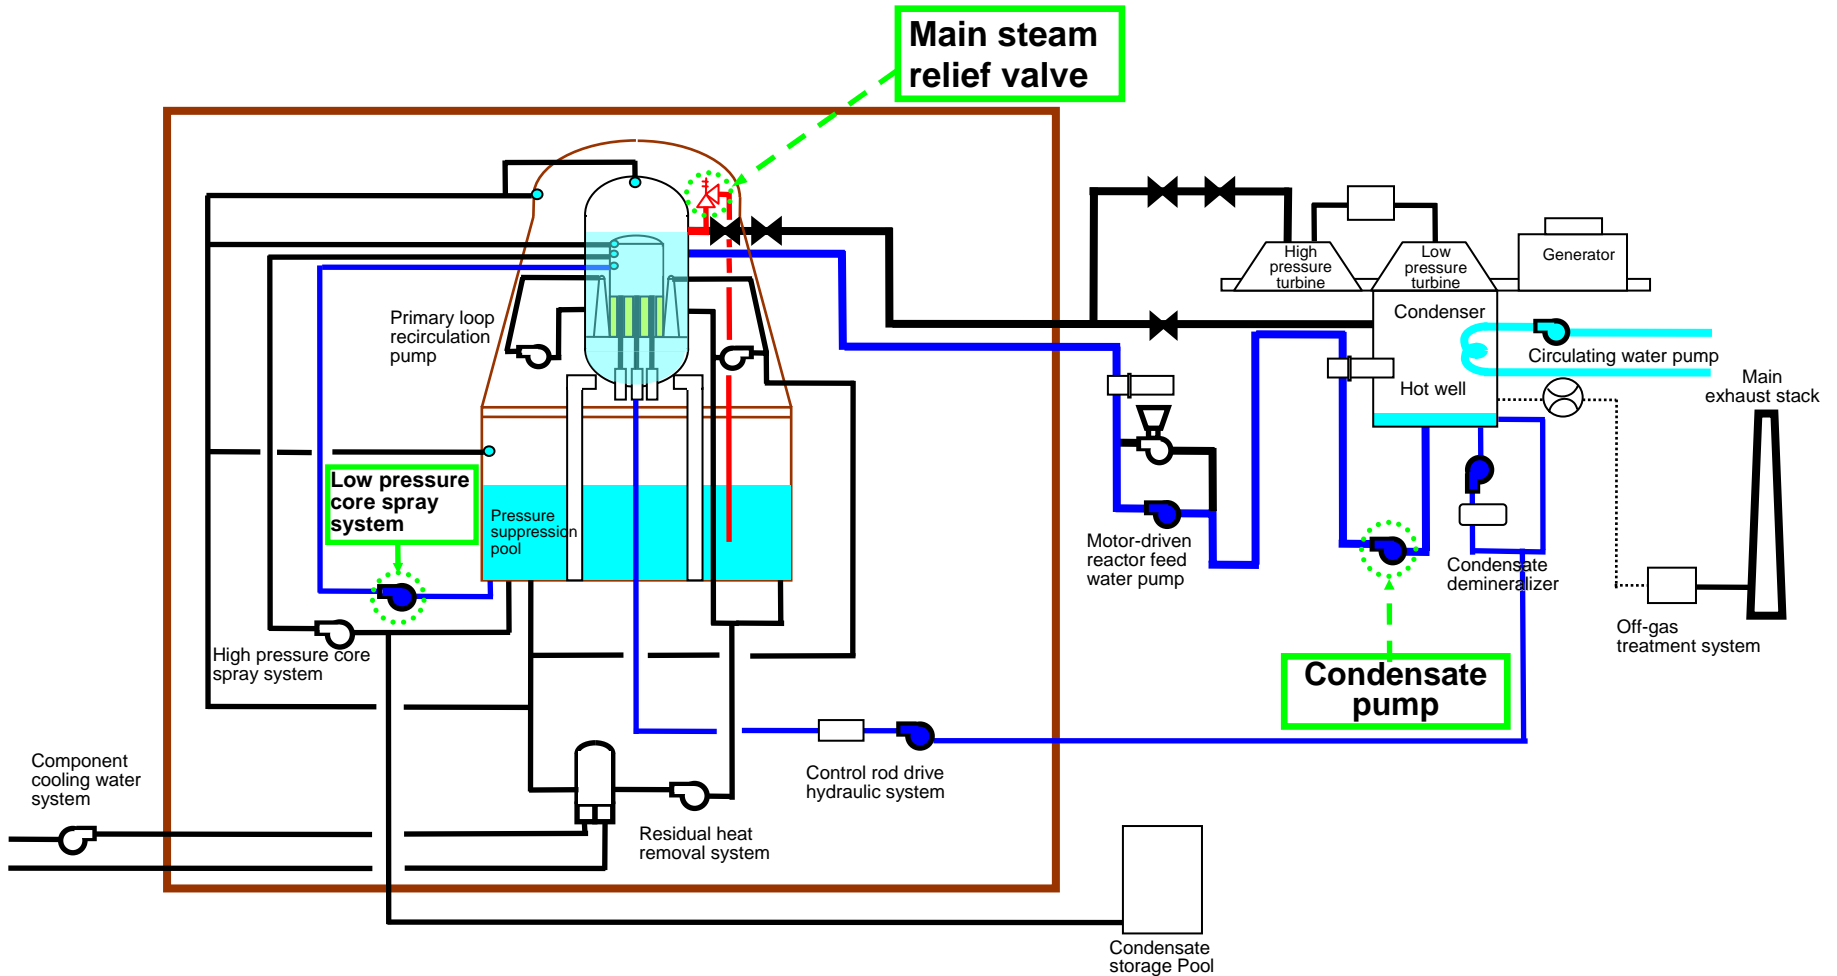 Main steam
relief valve
High
pressure
turbine
Low
pressure
turbine
Generator
Condenser
Primary loop
recirculation
pump
Circulating water pump
Hot well
Main
exhaust stack
Low pressure
core spray
system
Pressure
suppression
pool
Motor-driven
reactor feed
water pump
Condensate
demineralizer
Off-gas
treatment system
High pressure core
spray system
Condensate
pump
Component
cooling water
system
Control rod drive
hydraulic system
Residual heat
removal system
Condensate
storage Pool